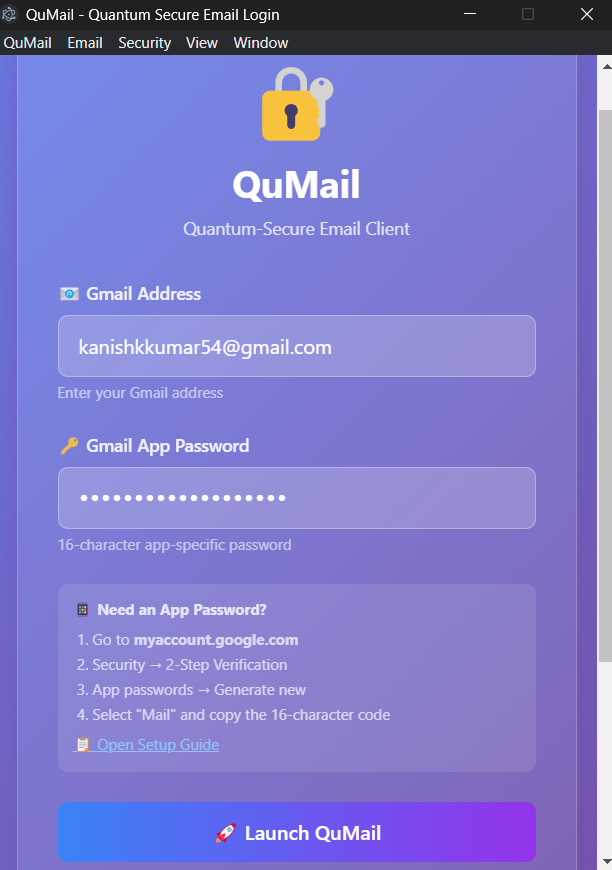 QuMail - Quantum Secure Email Login
QuMail Email Security View Window
QuMail
Quantum-Secure Email Client
Gmail Address
kanishkkumar54@gmail.com
Enter your Gmail address
Gmail App Password
•••••••••••••••••••
16-character app-specific password
Need an App Password?
1. Go to myaccount.google.com
2. Security → 2-Step Verification
3. App passwords → Generate new
4. Select "Mail" and copy the 16-character code
Open Setup Guide
Launch QuMail